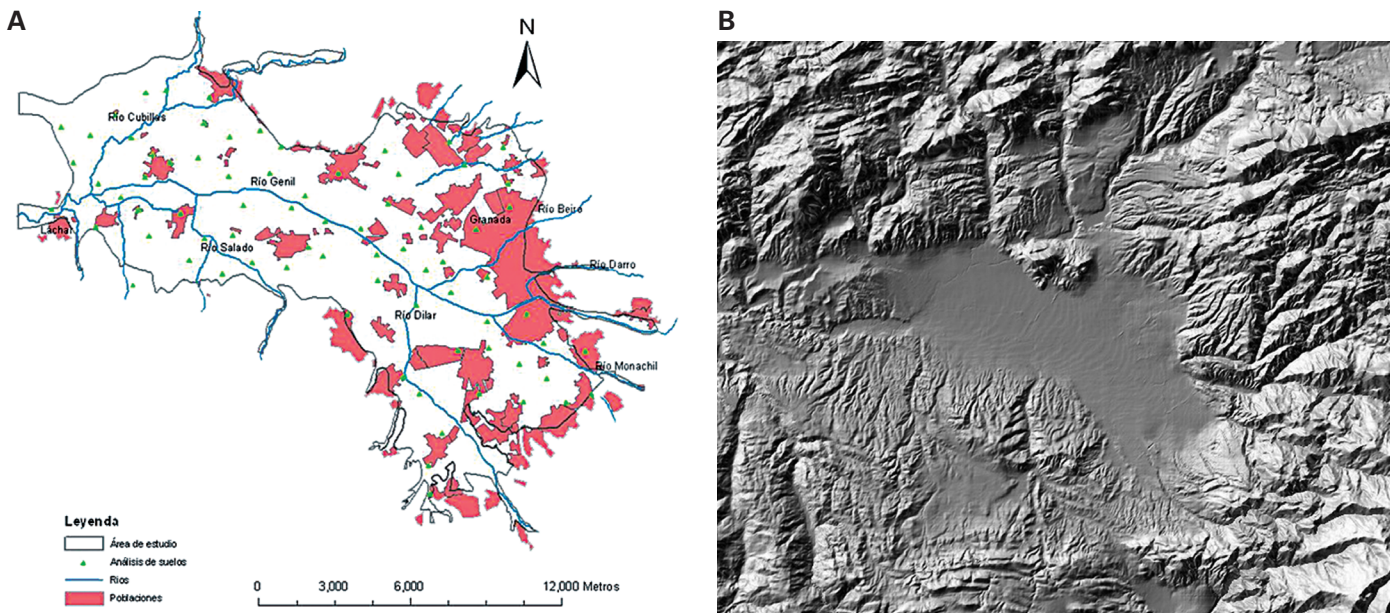 A
B
N
Río Cubillas
Río Genil
Granada
Río Beiro
Láchar
Río Salado
Río Darro
Río Dílar
Río Monachil
Leyenda
Área de estudio
Análisis de suelos
Ríos
Poblaciones
0 3,000 6,000 12,000 Metros